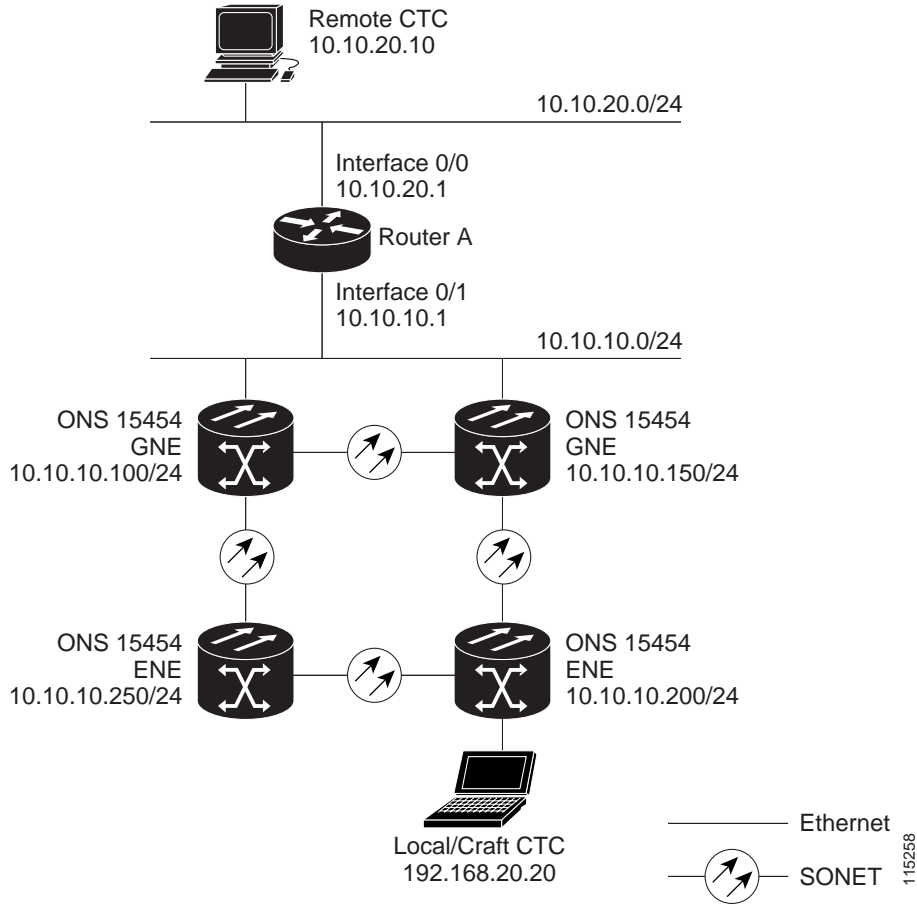 Remote CTC
10.10.20.10
10.10.20.0/24
Interface 0/0
10.10.20.1
Router A
Interface 0/1
10.10.10.1
10.10.10.0/24
ONS 15454
GNE
10.10.10.100/24
ONS 15454
GNE
10.10.10.150/24
ONS 15454
ENE
10.10.10.250/24
ONS 15454
ENE
10.10.10.200/24
Local/Craft CTC
192.168.20.20
Ethernet
SONET
115258